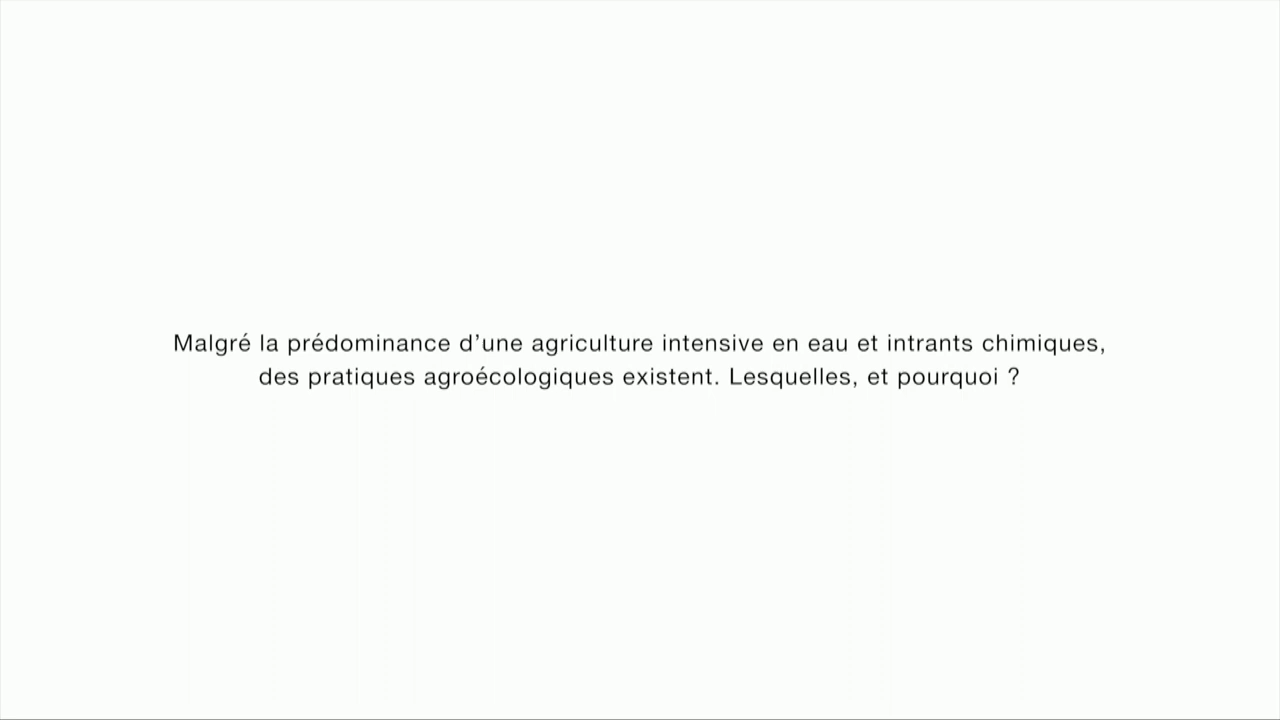 Malgré la prédominance d’une agriculture intensive en eau et intrants chimiques,
des pratiques agroécologiques existent. Lesquelles, et pourquoi ?